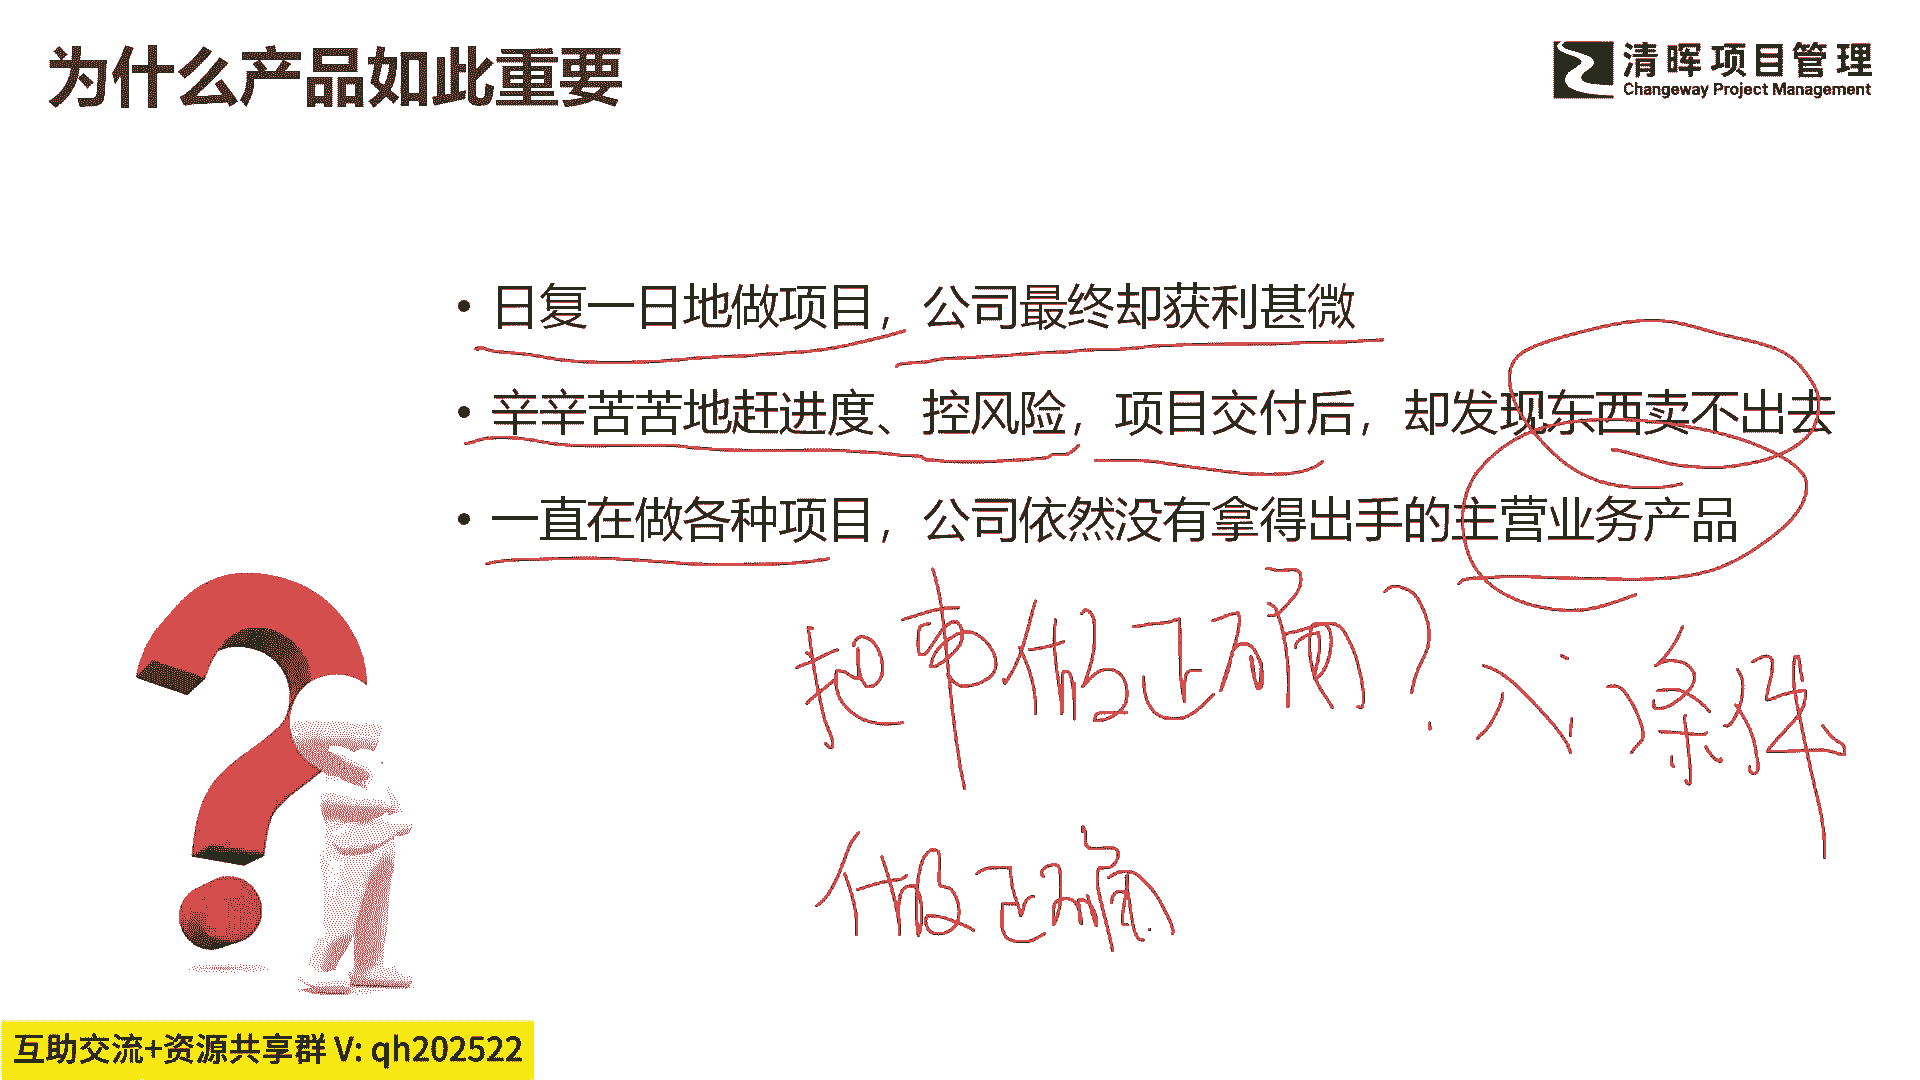 为什么产品如此重要
清晖项目管理
Changeway Project Management
• 日复一日地做项目，公司最终却获利甚微
• 辛辛苦苦地赶进度、控风险，项目交付后，却发现东西卖不出去
• 一直在做各种项目，公司依然没有拿得出手的主营业务产品
把事做正确？人、条件
做正确
互助交流+资源共享群 V: qh202522